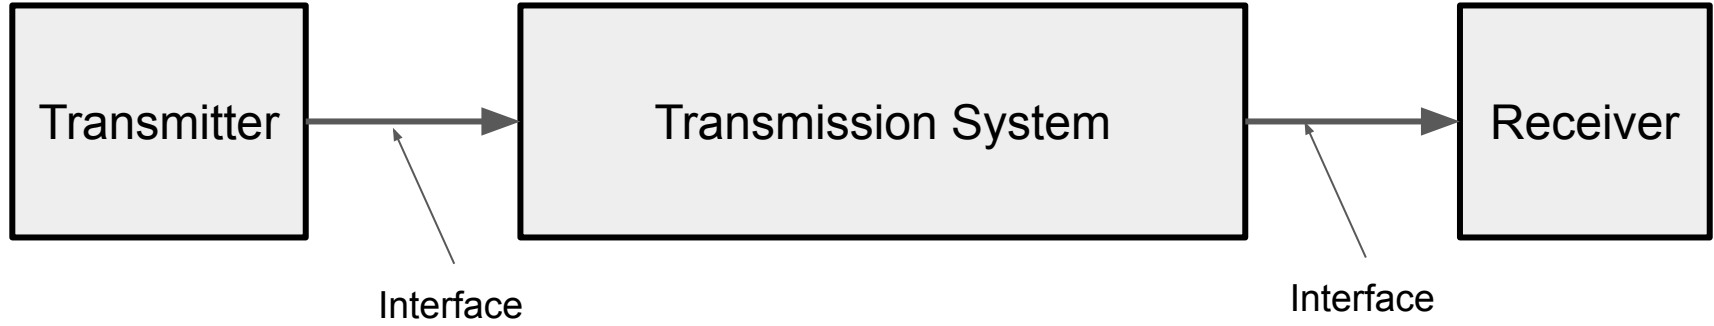 Transmitter
Transmission System
Receiver
Interface
Interface